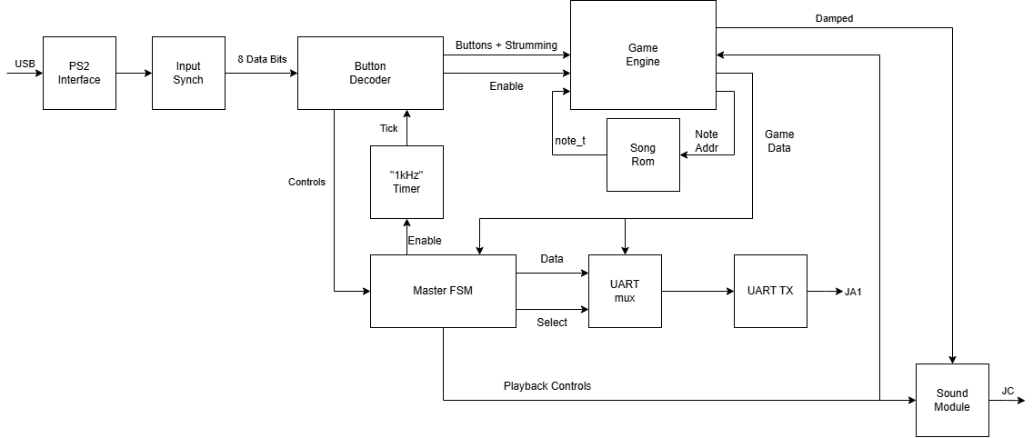 Damped
USB
PS2
Interface
Input
Synch
8 Data Bits
Button
Decoder
Buttons + Strumming
Enable
Game
Engine
Tick
note_t
Song
Rom
Note
Addr
Game
Data
Controls
"1kHz"
Timer
Enable
Master FSM
Data
Select
UART
mux
UART TX
JA1
Playback Controls
Sound
Module
JC